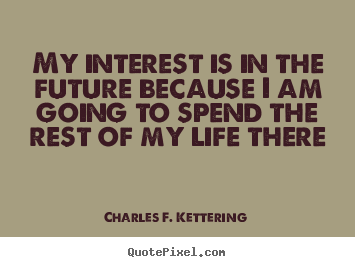 My interest is in the
future because I am
going to spend the
rest of my life there
Charles F. Kettering
QuotePixel.com